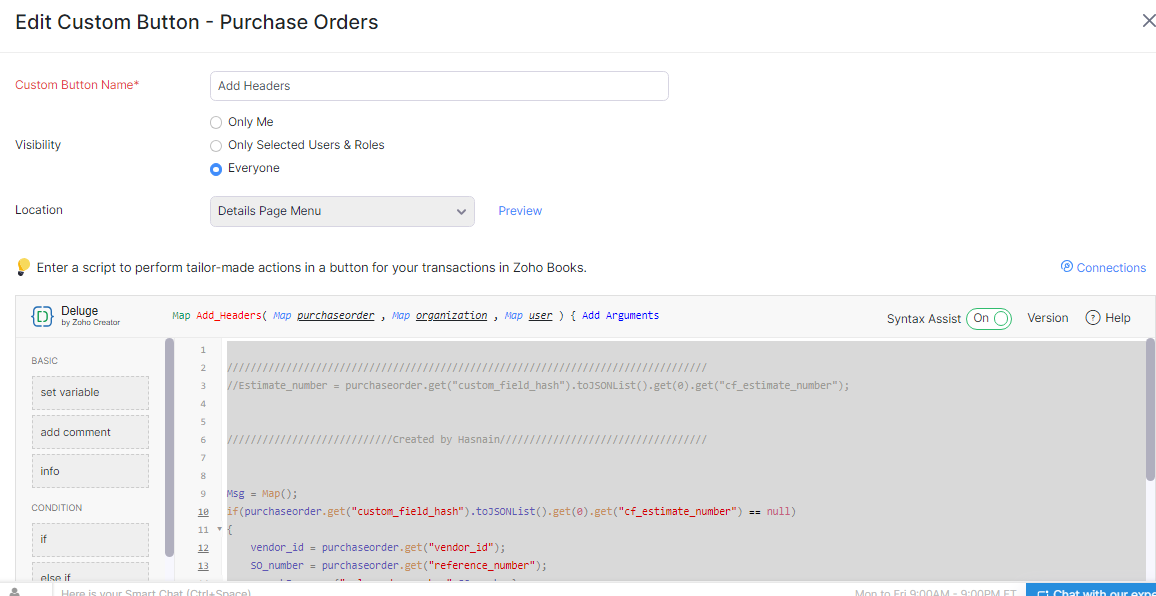 Edit Custom Button - Purchase Orders
Custom Button Name*
Add Headers
Visibility
Only Me
Only Selected Users & Roles
Everyone
Location
Details Page Menu
Preview
Enter a script to perform tailor-made actions in a button for your transactions in Zoho Books.
Connections
Deluge
by Zoho Creator
Map Add_Headers( Map purchaseorder , Map organization , Map user ) { Add Arguments
Syntax Assist On
Version
Help
BASIC
set variable
add comment
info
CONDITION
if
else if
1
2 /////////////////////////////////////////////////////////////////////////////////
3 //Estimate_number = purchaseorder.get("custom_field_hash").toJSONList().get(0).get("cf_estimate_number");
4
5
6 ////////////////////////////Created by Hasnain///////////////////////////////////
7
8
9 Msg = Map();
10 if(purchaseorder.get("custom_field_hash").toJSONList().get(0).get("cf_estimate_number") == null)
11 {
12 vendor_id = purchaseorder.get("vendor_id");
13 SO_number = purchaseorder.get("reference_number");
Here is your Smart Chat (Ctrl+Space)
Mon to Fri 9:00AM - 9:00PM ET
Chat with our expe